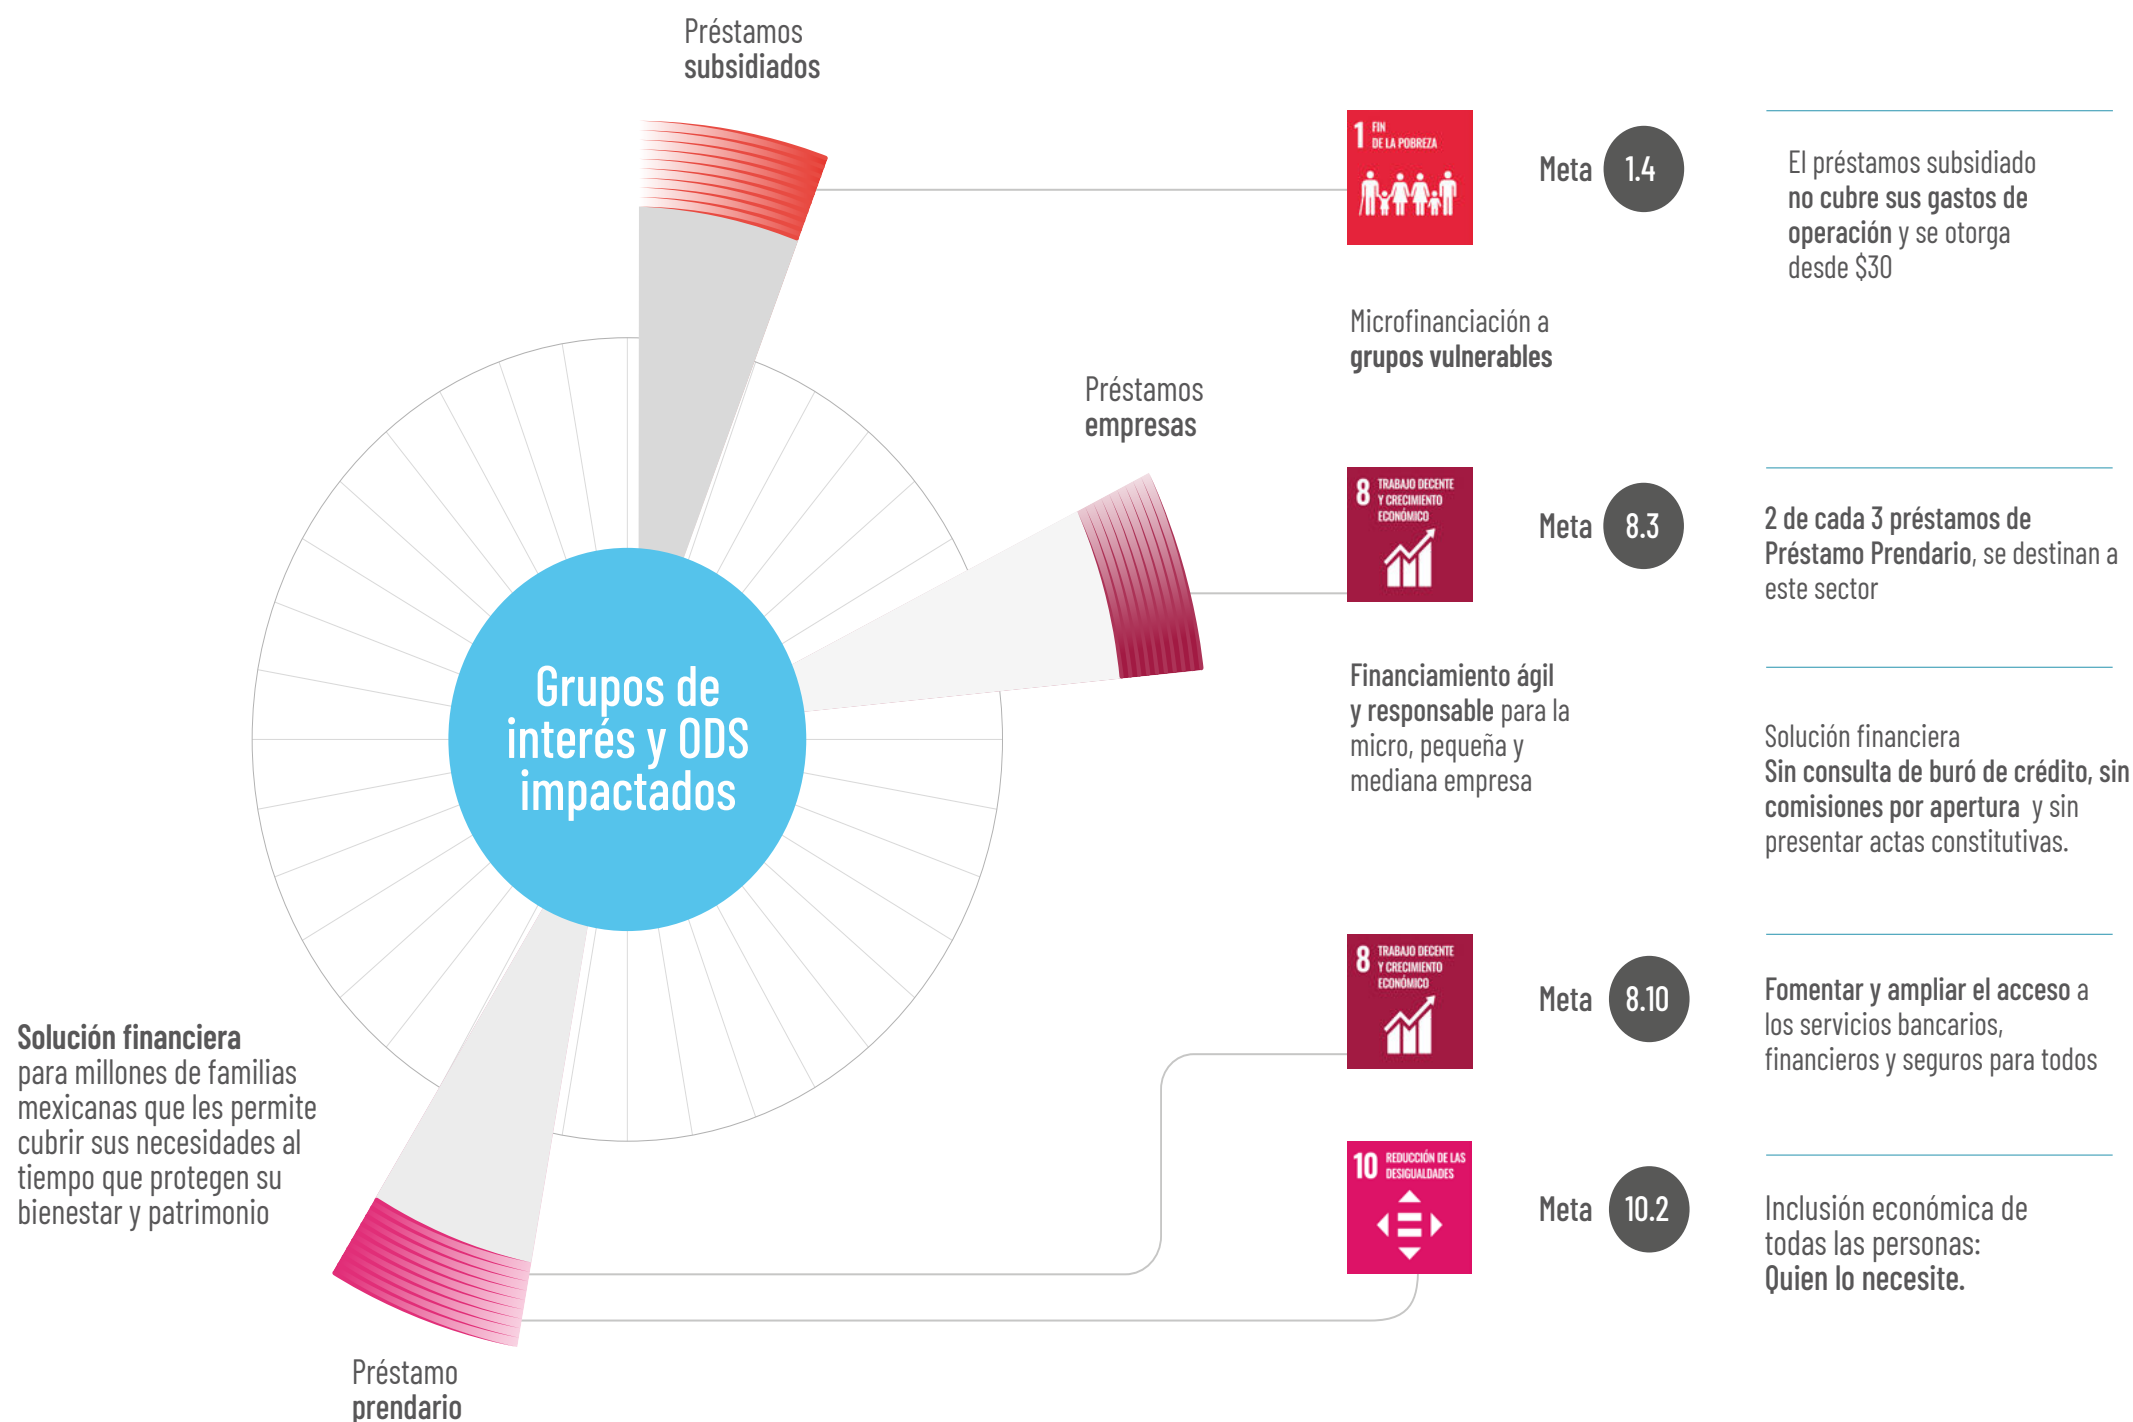 Préstamos
subsidiados
1 FIN
DE LA POBREZA
Meta 1.4
El préstamos subsidiado
no cubre sus gastos de
operación y se otorga
desde $30
Microfinanciación a
grupos vulnerables
Préstamos
empresas
8 TRABAJO DECENTE
Y CRECIMIENTO
ECONÓMICO
Meta 8.3
2 de cada 3 préstamos de
Préstamo Prendario, se destinan a
este sector
Financiamiento ágil
y responsable para la
micro, pequeña y
mediana empresa
Solución financiera
Sin consulta de buró de crédito, sin
comisiones por apertura y sin
presentar actas constitutivas.
Grupos de
interés y ODS
impactados
8 TRABAJO DECENTE
Y CRECIMIENTO
ECONÓMICO
Meta 8.10
Fomentar y ampliar el acceso a
los servicios bancarios,
financieros y seguros para todos
Solución financiera
para millones de familias
mexicanas que les permite
cubrir sus necesidades al
tiempo que protegen su
bienestar y patrimonio
10 REDUCCIÓN DE LAS
DESIGUALDADES
Meta 10.2
Inclusión económica de
todas las personas:
Quien lo necesite.
Préstamo
prendario